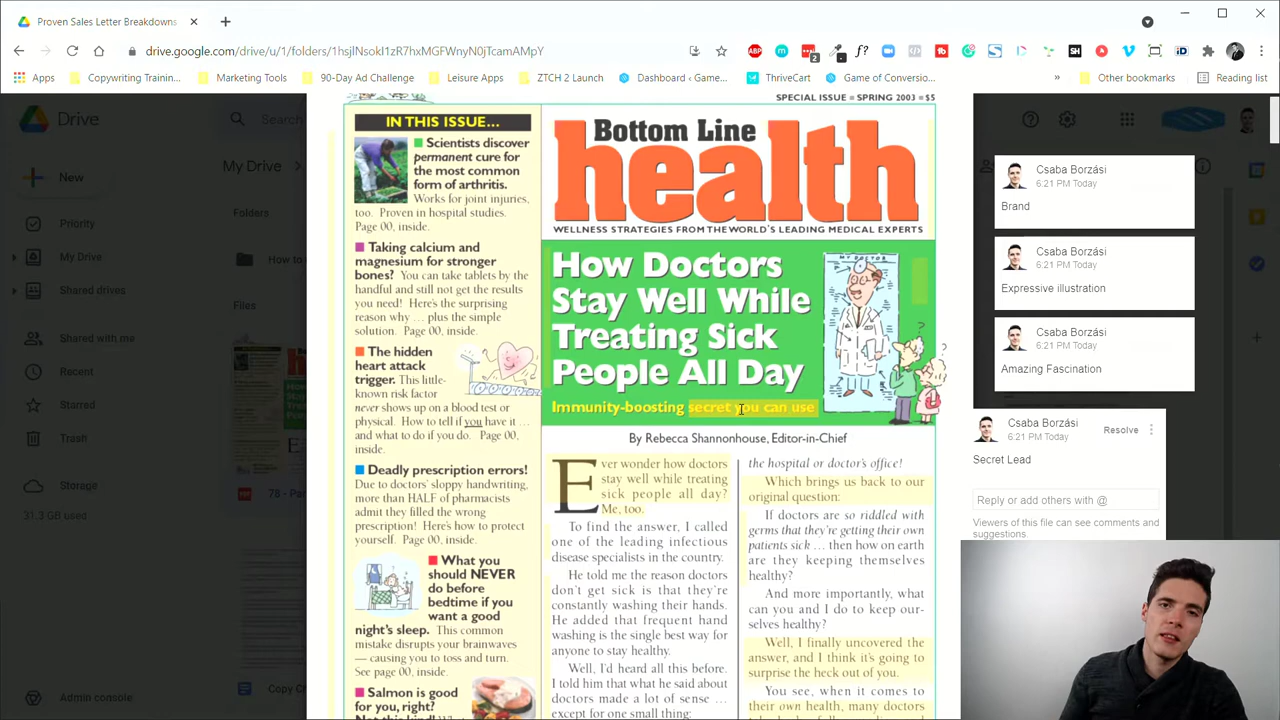 Proven Sales Letter Breakdowns
drive.google.com/drive/u/1/folders/1hsjlNsokI1zR7hxMGFWnyN0jTcamAMpY
Apps
Copywriting Trainin...
Marketing Tools
90-Day Ad Challenge
Leisure Apps
ZTCH 2 Launch
Dashboard ‹ Game...
ThriveCart
Game of Conversio...
»
Other bookmarks
Reading list
Drive
Search
New
Priority
My Drive
Shared drives
Shared with me
Recent
Starred
Trash
Storage
31.3 GB used
Admin console
My Drive
Folders
How to
Files
78 - Par
Copy Ch
SPECIAL ISSUE = SPRING 2003 = $5
IN THIS ISSUE...
Scientists discover
permanent cure for
the most common
form of arthritis.
Works for joint injuries,
too. Proven in hospital studies.
Page 00, inside.
Taking calcium and
magnesium for stronger
bones? You can take tablets by the
handful and still not get the results
you need! Here's the surprising
reason why ... plus the simple
solution. Page 00, inside.
The hidden
heart attack
trigger. This little-
known risk factor
never shows up on a blood test or
physical. How to tell if you have it ...
and what to do if you do. Page 00,
inside.
Deadly prescription errors!
Due to doctors' sloppy handwriting,
more than HALF of pharmacists
admit they filled the wrong
prescription! Here's how to protect
yourself. Page 00, inside.
What you
should NEVER
do before
bedtime if you
want a good
night's sleep. This common
mistake disrupts your brainwaves
— causing you to toss and turn.
See page 00, inside.
Salmon is good
for you, right?
Not this kind!
Bottom Line
health
WELLNESS STRATEGIES FROM THE WORLD'S LEADING MEDICAL EXPERTS
How Doctors
Stay Well While
Treating Sick
People All Day
Immunity-boosting secret you can use
MY DOCTOR
By Rebecca Shannonhouse, Editor-in-Chief
Ever wonder how doctors
stay well while treating
sick people all day?
Me, too.
To find the answer, I called
one of the leading infectious
disease specialists in the country.
He told me the reason doctors
don't get sick is that they're
constantly washing their hands.
He added that frequent hand
washing is the single best way for
anyone to stay healthy.
Well, I'd heard all this before.
I told him that what he said about
doctors made a lot of sense ...
except for one small thing:
the hospital or doctor's office!
Which brings us back to our
original question:
If doctors are so riddled with
germs that they're getting their own
patients sick ... then how on earth
are they keeping themselves
healthy?
And more importantly, what
can you and I do to keep our-
selves healthy?
Well, I finally uncovered the
answer, and I think it's going to
surprise the heck out of you.
You see, when it comes to
their own health, many doctors
Csaba Borzási
6:21 PM Today
Brand
Csaba Borzási
6:21 PM Today
Expressive illustration
Csaba Borzási
6:21 PM Today
Amazing Fascination
Csaba Borzási
6:21 PM Today
Resolve
Secret Lead
Reply or add others with @
Viewers of this file can see comments and
suggestions.